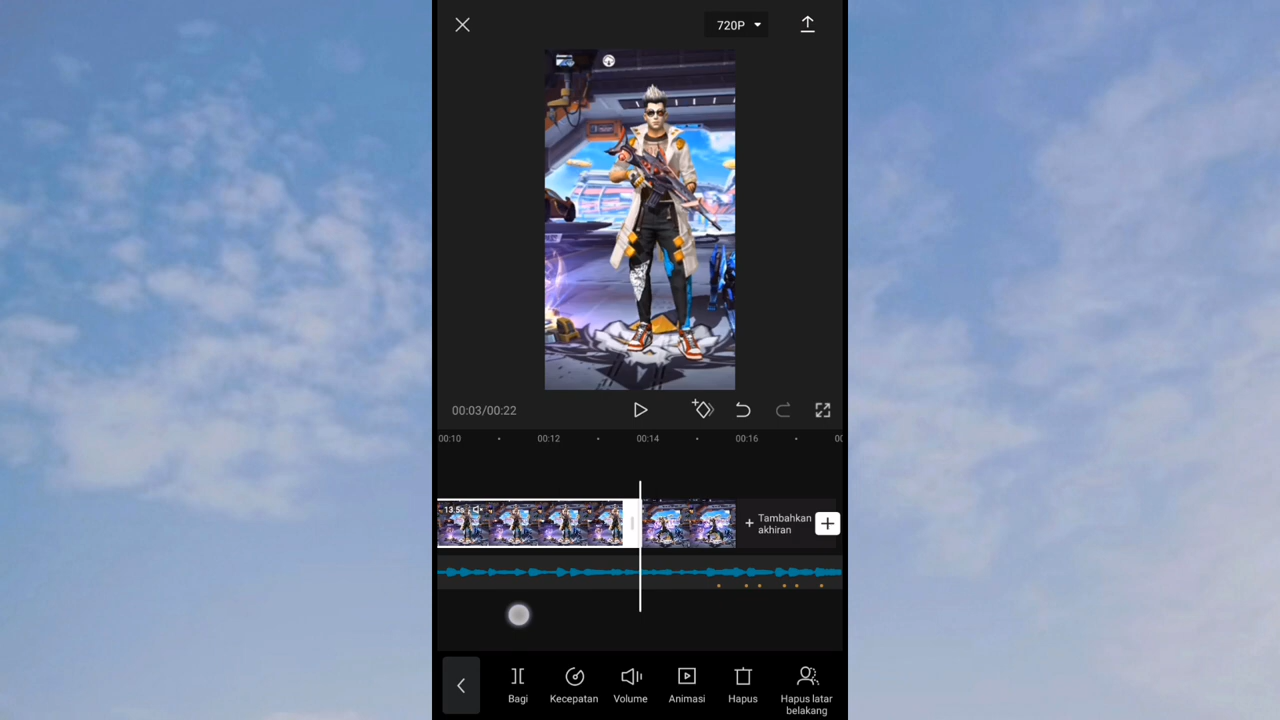 720P
00:03/00:22
00:10
00:12
00:14
00:16
13.5s
Tambahkan
akhiran
Bagi
Kecepatan
Volume
Animasi
Hapus
Hapus latar
belakang